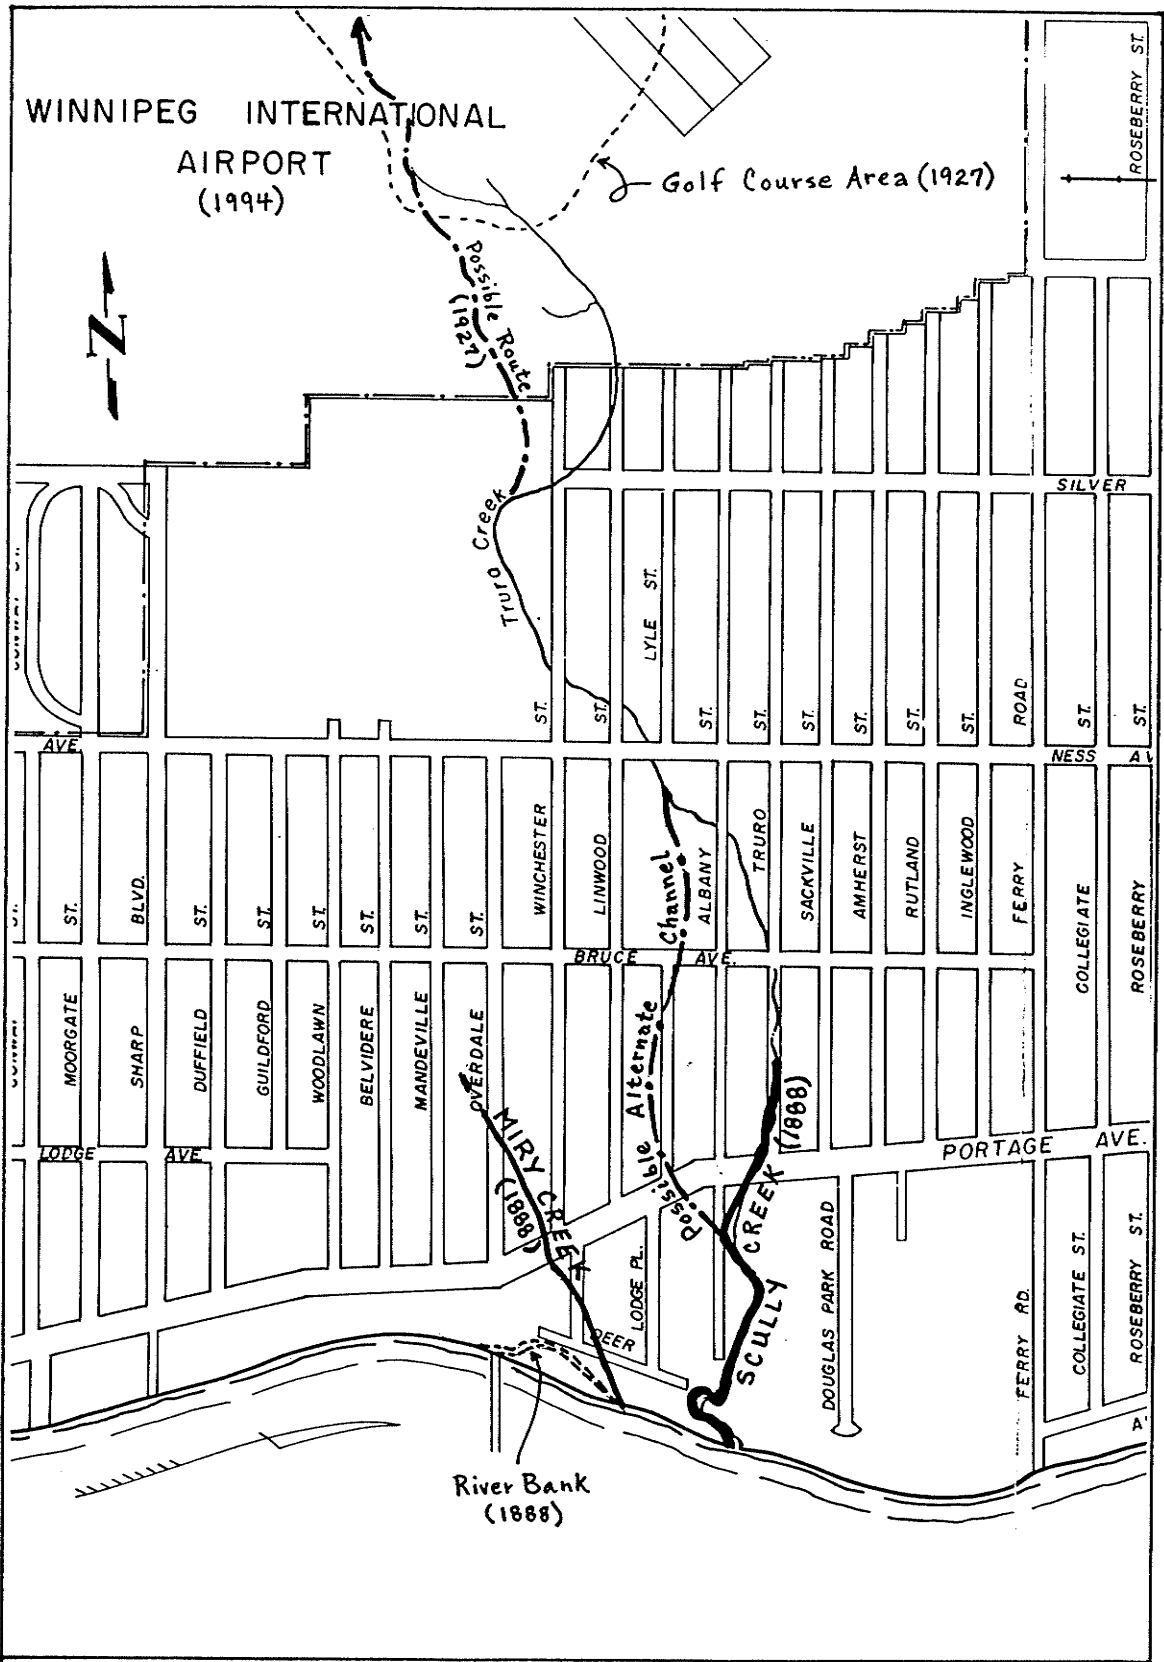 WINNIPEG INTERNATIONAL
AIRPORT
(1994)
Golf Course Area (1927)
ROSEBERRY ST.
N
Possible Route
(1927)
SILVER
Truro Creek
LYLE ST.
ST.
ST.
ST.
ST.
ST.
ST.
ST.
ROAD
ST.
ST.
AVE.
NESS AV
ST.
ST.
BLVD.
ST.
ST.
ST.
ST.
ST.
ST.
WINCHESTER
LINWOOD
ALBANY
TRURO
SACKVILLE
AMHERST
RUTLAND
INGLEWOOD
FERRY
COLLEGIATE
ROSEBERRY
BRUCE AVE.
MOORGATE
SHARP
DUFFIELD
GUILDFORD
WOODLAWN
BELVIDERE
MANDEVILLE
OVERDALE
Possible Alternate Channel
MIRY CREEK
(1888)
SCULLY CREEK (1888)
LODGE AVE.
PORTAGE AVE.
DEER LODGE PL.
DOUGLAS PARK ROAD
FERRY RD.
COLLEGIATE ST.
ROSEBERRY ST.
A
River Bank
(1888)